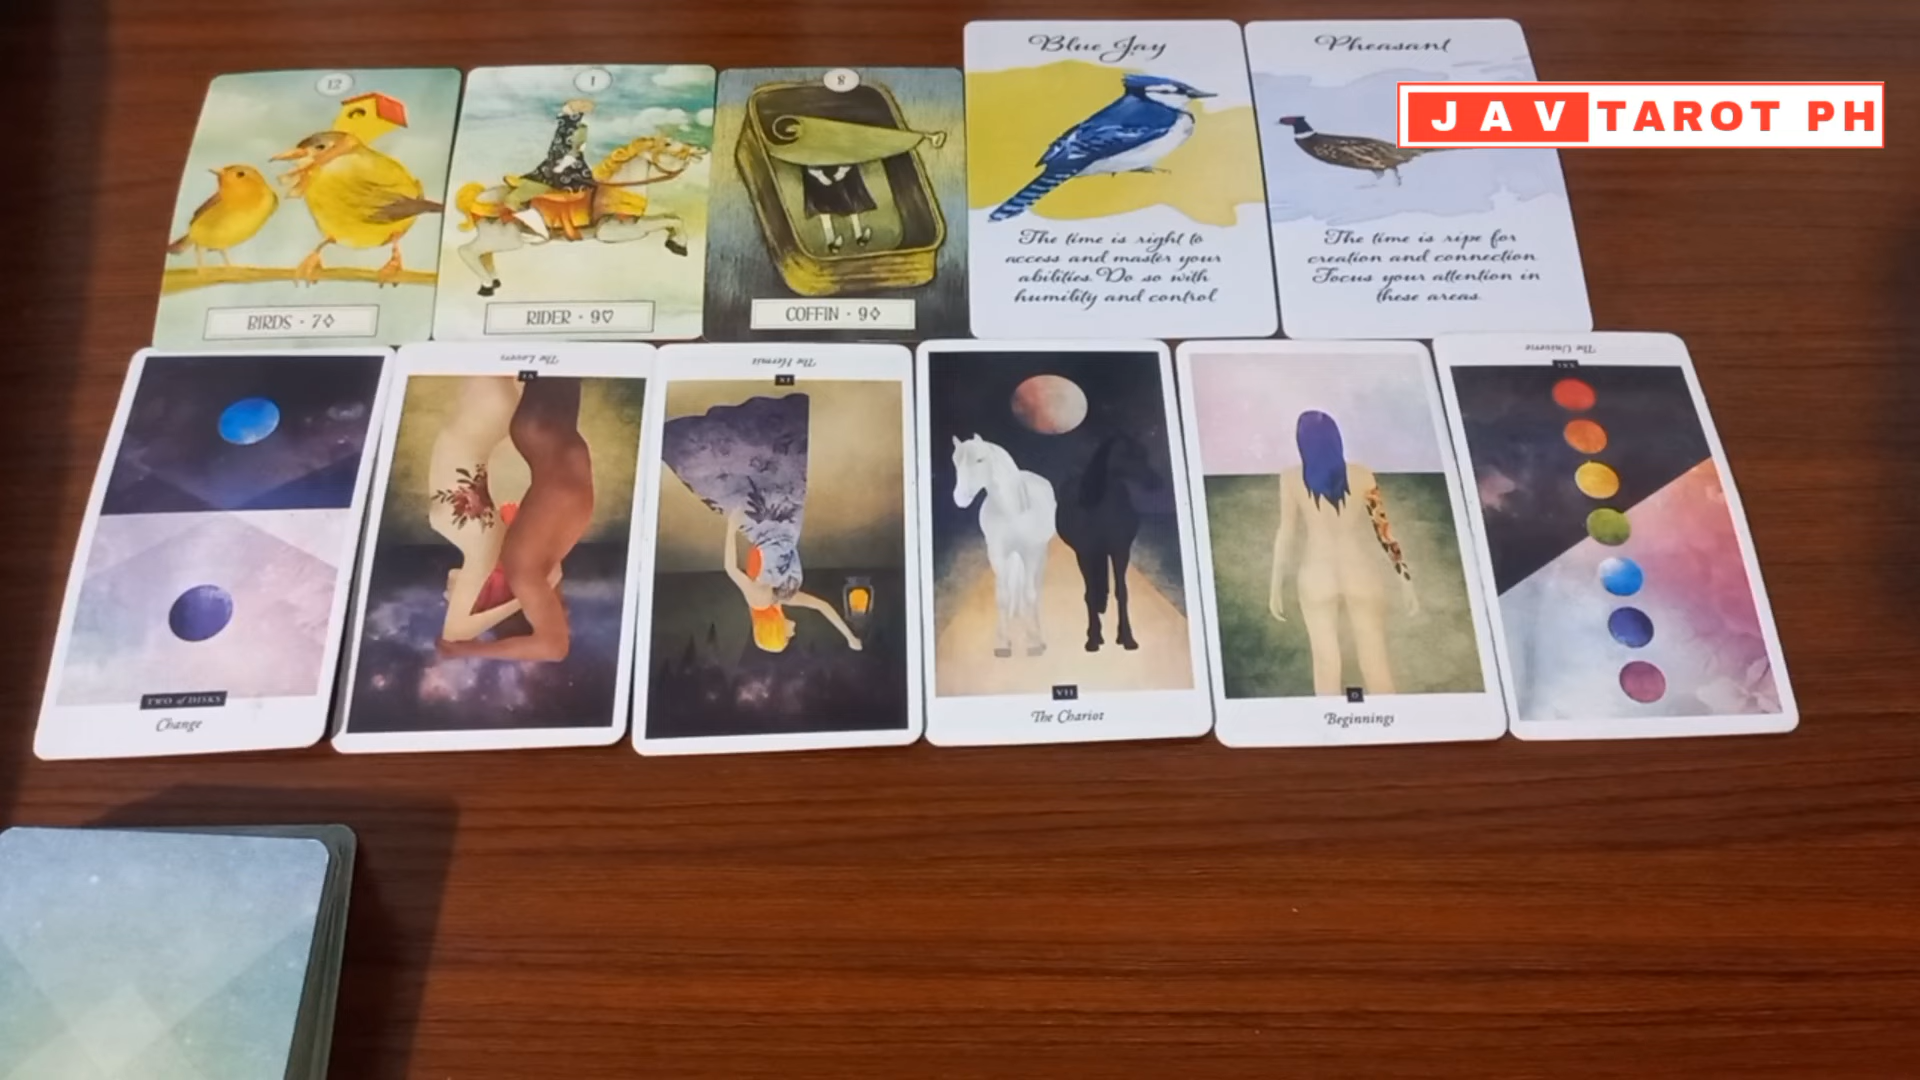 12
BIRDS · 7◇
1
RIDER · 9♡
8
COFFIN · 9◇
Blue Jay
The time is right to
access and master your
abilities. Do so with
humility and control
Pheasant
The time is ripe for
creation and connection.
Focus your attention in
these areas.
JAV TAROT PH
TWO of DISKS
Change
The Lovers
VI
The Hermit
IX
VII
The Chariot
0
Beginnings
The Universe
XXI